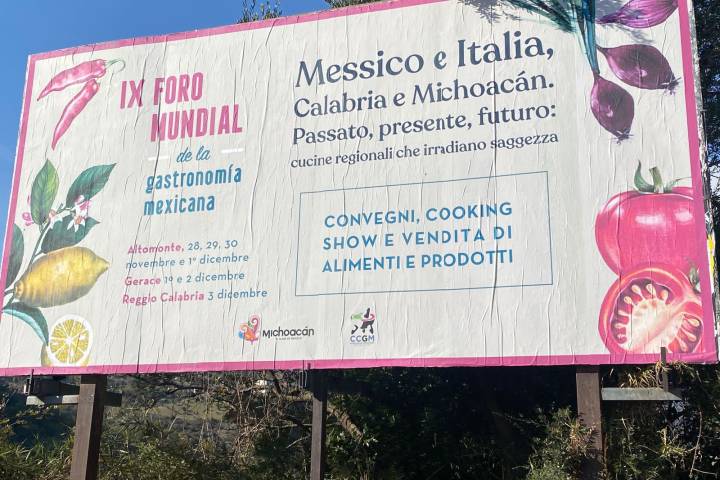 IX FORO
MUNDIAL
de la
gastronomía
mexicana
Altomonte, 28, 29, 30
novembre e 1º dicembre
Gerace 1º e 2 dicembre
Reggio Calabria 3 dicembre
Messico e Italia,
Calabria e Michoacán.
Passato, presente, futuro:
cucine regionali che irradiano saggezza
CONVEGNI, COOKING
SHOW E VENDITA DI
ALIMENTI E PRODOTTI
Michoacán
CCGM